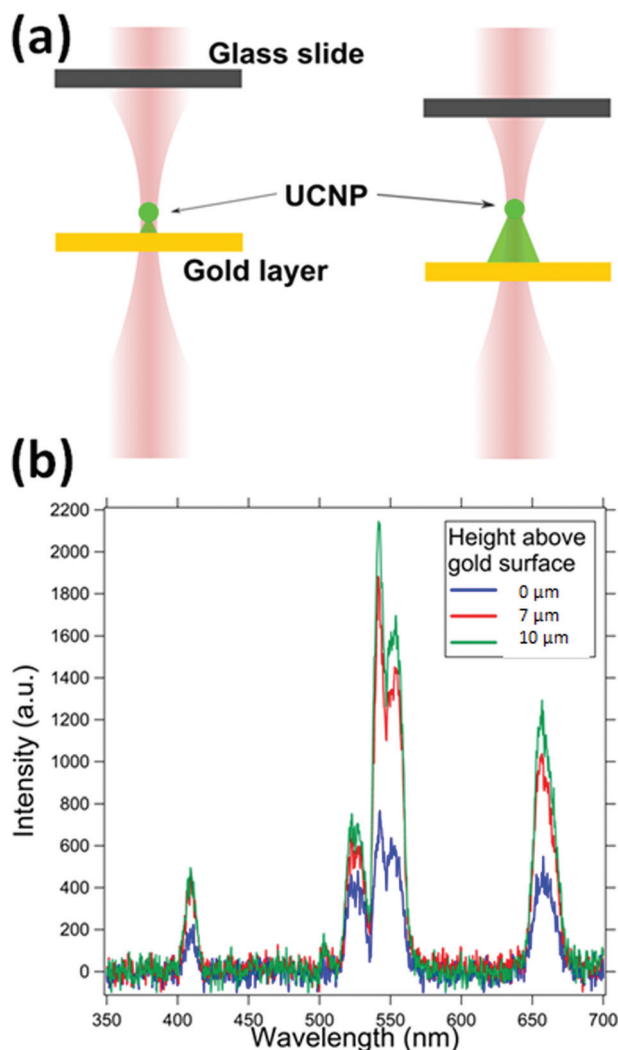 (a)
Glass slide
UCNP
Gold layer
(b)
2200
2000
1800
1600
1400
1200
1000
800
600
400
200
0
Intensity (a.u.)
Height above
gold surface
0 µm
7 µm
10 µm
350 400 450 500 550 600 650 700
Wavelength (nm)